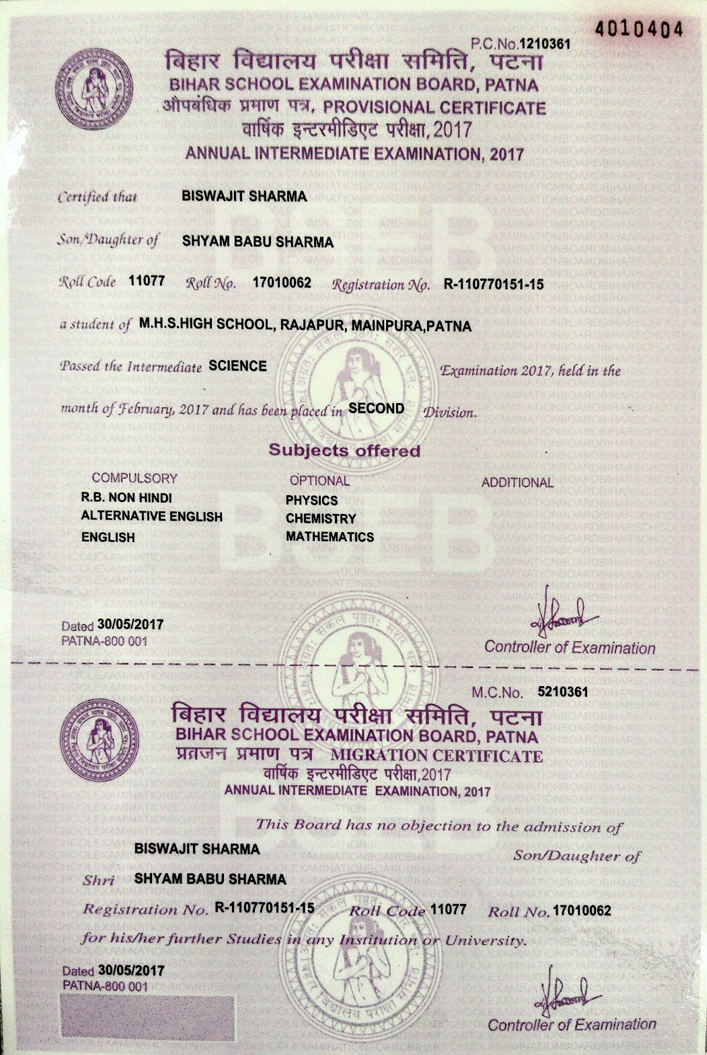 4010404
P.C.No.1210361
बिहार विद्यालय परीक्षा समिति, पटना
BIHAR SCHOOL EXAMINATION BOARD, PATNA
औपबंधिक प्रमाण पत्र, PROVISIONAL CERTIFICATE
वार्षिक इन्टरमीडिएट परीक्षा, 2017
ANNUAL INTERMEDIATE EXAMINATION, 2017
Certified that BISWAJIT SHARMA
Son/Daughter of SHYAM BABU SHARMA
Roll Code 11077 Roll No. 17010062 Registration No. R-110770151-15
a student of M.H.S.HIGH SCHOOL, RAJAPUR, MAINPURA,PATNA
Passed the Intermediate SCIENCE Examination 2017, held in the
month of February, 2017 and has been placed in SECOND Division.
Subjects offered
COMPULSORY OPTIONAL ADDITIONAL
R.B. NON HINDI PHYSICS
ALTERNATIVE ENGLISH CHEMISTRY
ENGLISH MATHEMATICS
Dated 30/05/2017
PATNA-800 001
Controller of Examination
M.C.No. 5210361
बिहार विद्यालय परीक्षा समिति, पटना
BIHAR SCHOOL EXAMINATION BOARD, PATNA
प्रव्रजन प्रमाण पत्र MIGRATION CERTIFICATE
वार्षिक इन्टरमीडिएट परीक्षा,2017
ANNUAL INTERMEDIATE EXAMINATION, 2017
This Board has no objection to the admission of
BISWAJIT SHARMA Son/Daughter of
Shri SHYAM BABU SHARMA
Registration No. R-110770151-15 Roll Code 11077 Roll No. 17010062
for his/her further Studies in any Institution or University.
Dated 30/05/2017
PATNA-800 001
Controller of Examination